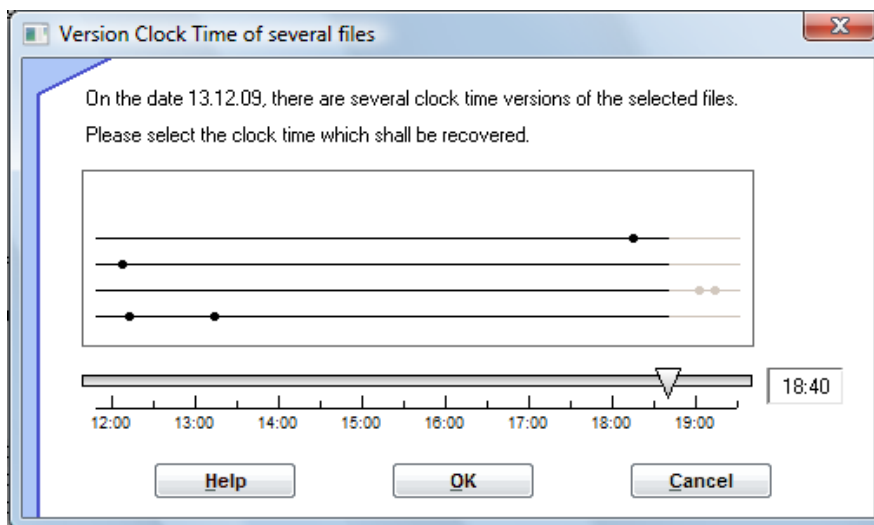 Version Clock Time of several files
On the date 13.12.09, there are several clock time versions of the selected files.
Please select the clock time which shall be recovered.
18:40
12:00 13:00 14:00 15:00 16:00 17:00 18:00 19:00
Help OK Cancel